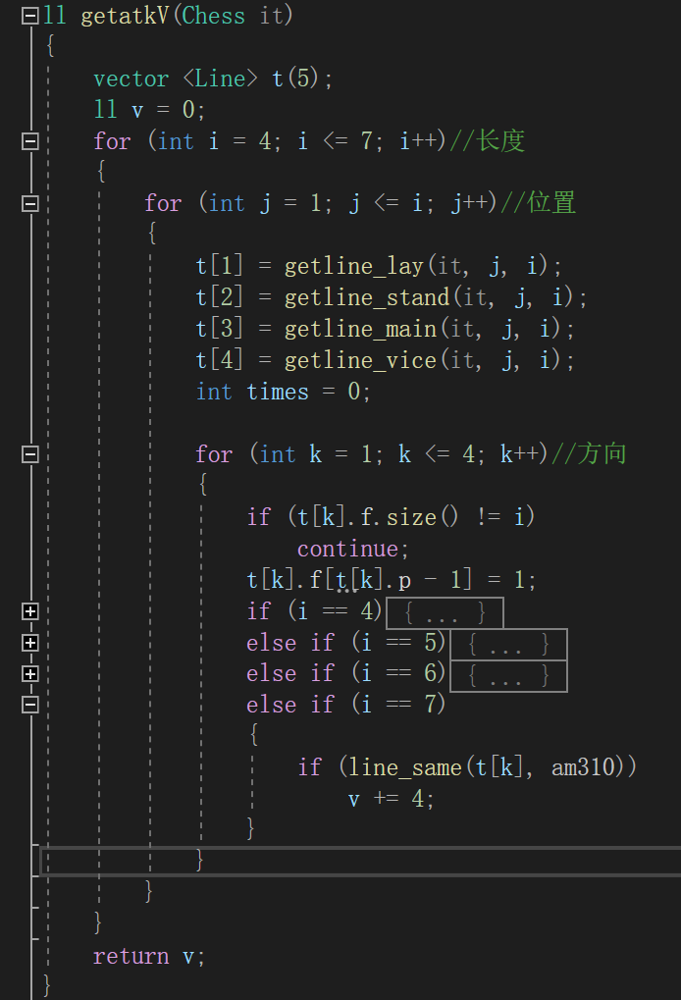 ll getatkV(Chess it)
{
    vector <Line> t(5);
    ll v = 0;
    for (int i = 4; i <= 7; i++)//长度
    {
        for (int j = 1; j <= i; j++)//位置
        {
            t[1] = getline_lay(it, j, i);
            t[2] = getline_stand(it, j, i);
            t[3] = getline_main(it, j, i);
            t[4] = getline_vice(it, j, i);
            int times = 0;

            for (int k = 1; k <= 4; k++)//方向
            {
                if (t[k].f.size() != i)
                    continue;
                t[k].f[t[k].p - 1] = 1;
                if (i == 4){ ... }
                else if (i == 5){ ... }
                else if (i == 6){ ... }
                else if (i == 7)
                {
                    if (line_same(t[k], am310))
                        v += 4;
                }
            }
        }
    }
    return v;
}